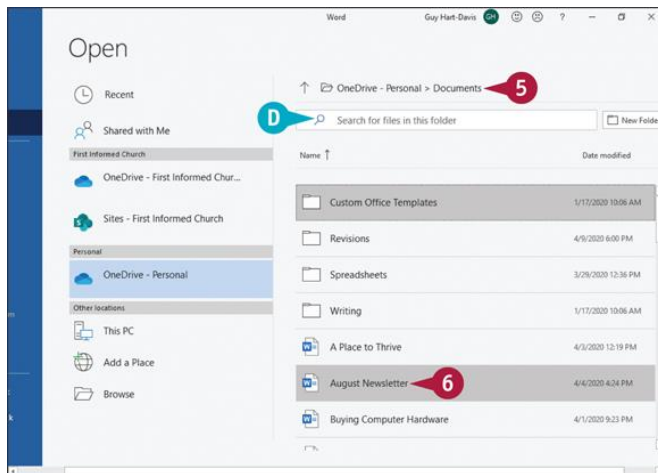 Word
Guy Hart-Davis GH ?
Open
Recent
Shared with Me
First Informed Church
OneDrive - First Informed Chur...
Sites - First Informed Church
Personal
OneDrive - Personal
Other locations
This PC
Add a Place
Browse
OneDrive - Personal > Documents 5
D Search for files in this folder
New Folde
Name ↑ Date modified
Custom Office Templates 1/17/2020 10:06 AM
Revisions 4/9/2020 6:00 PM
Spreadsheets 3/29/2020 12:36 PM
Writing 1/17/2020 10:06 AM
A Place to Thrive 4/3/2020 12:19 PM
August Newsletter 6 4/4/2020 4:24 PM
Buying Computer Hardware 4/1/2020 9:23 PM